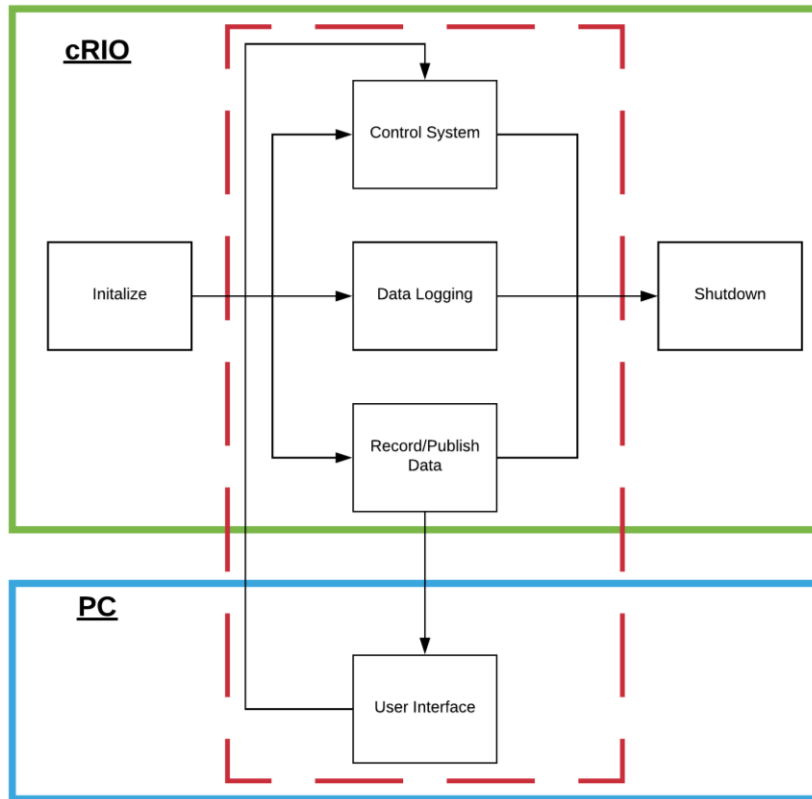 cRIO
Control System
Initalize
Data Logging
Shutdown
Record/Publish
Data
PC
User Interface